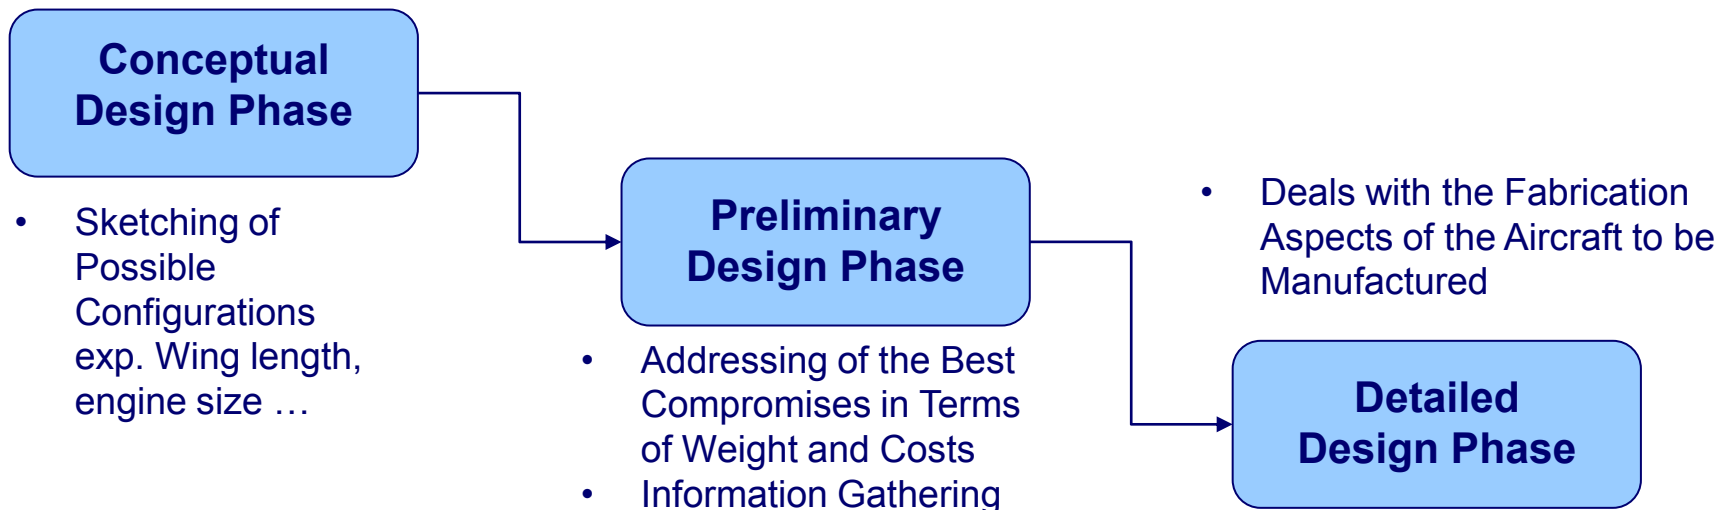 Conceptual
Design Phase
• Sketching of
Possible
Configurations
exp. Wing length,
engine size …
Preliminary
Design Phase
• Addressing of the Best
Compromises in Terms
of Weight and Costs
• Information Gathering
• Deals with the Fabrication
Aspects of the Aircraft to be
Manufactured
Detailed
Design Phase